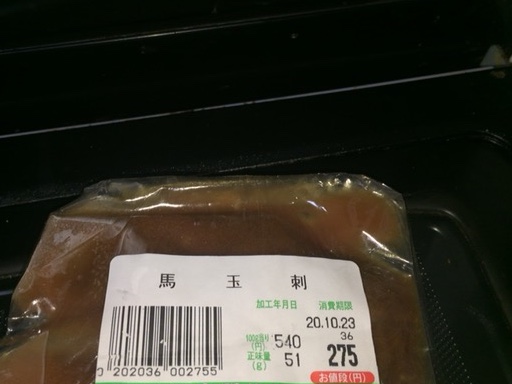 馬玉刺
加工年月日 消費期限
20.10.23
36
100g当り(円) 540
正味量(g) 51 275
お値段(円)
0 202036 002755